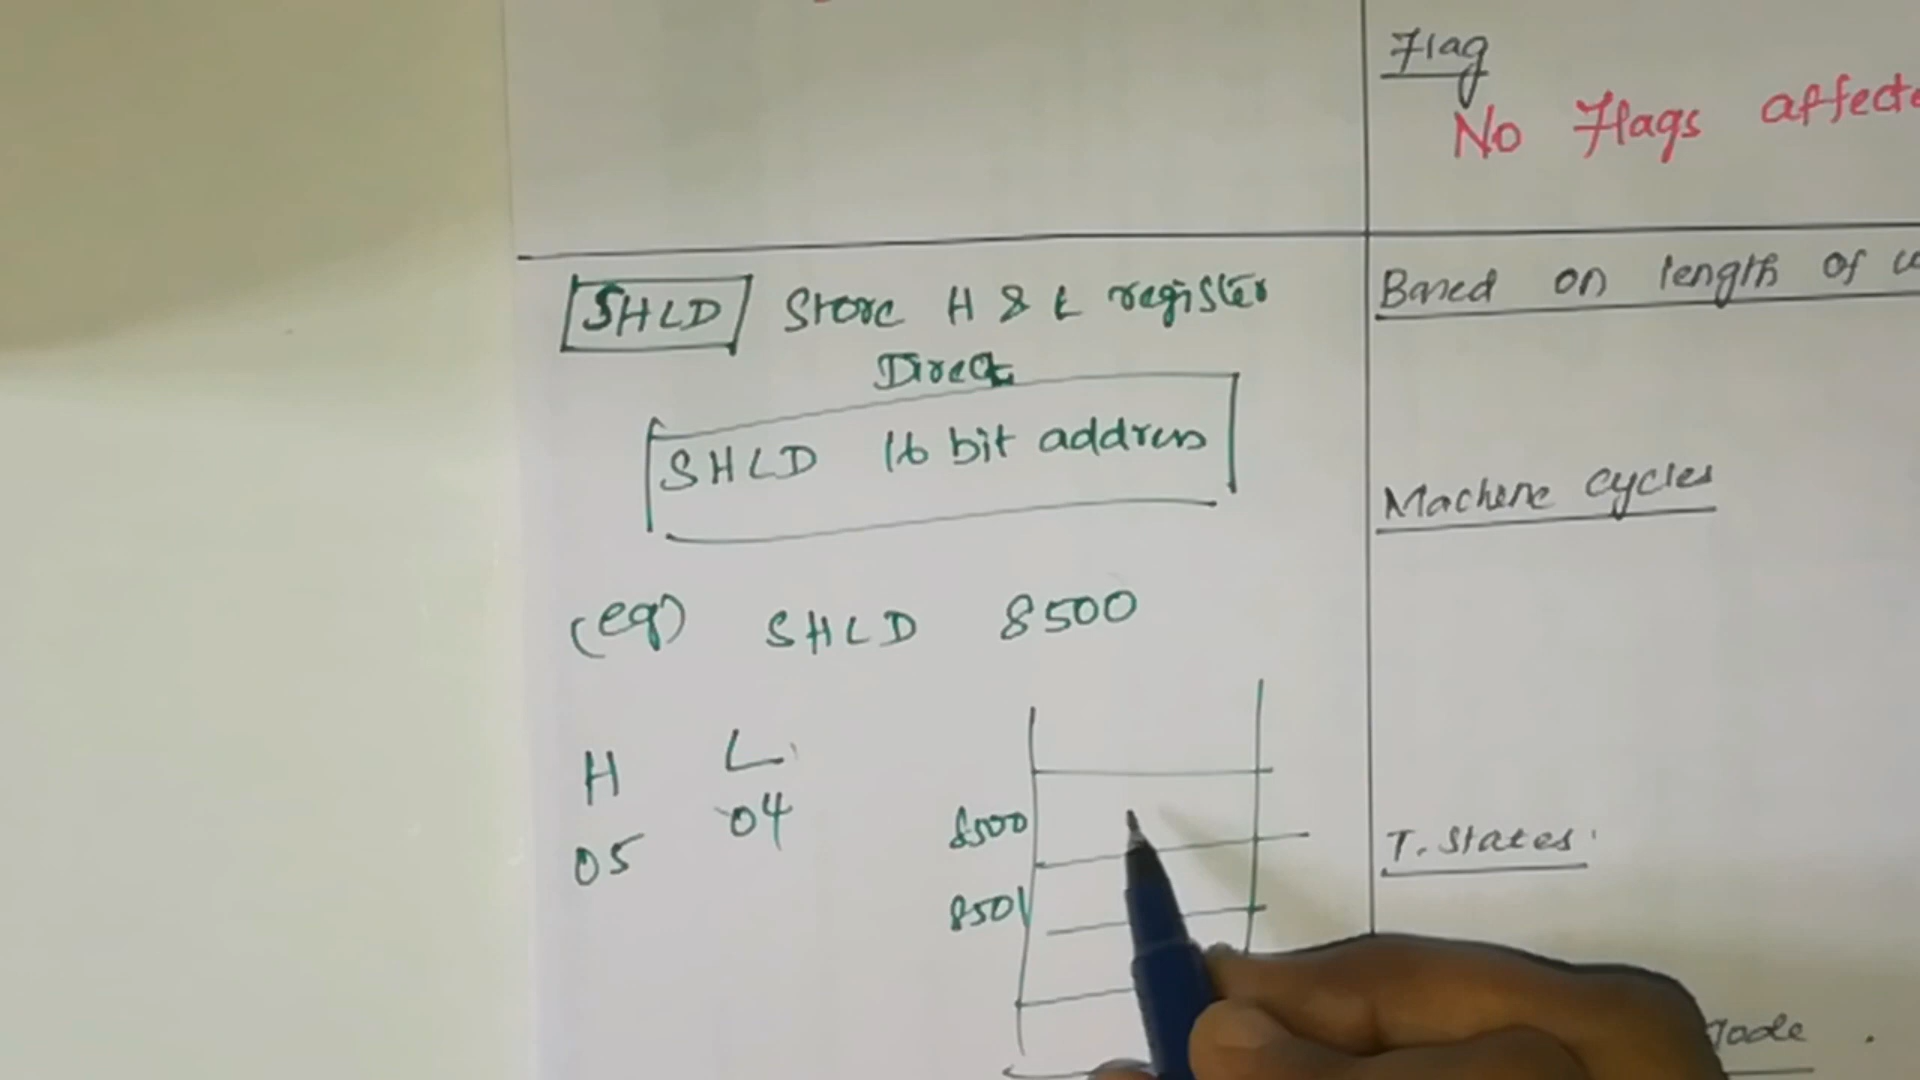 Flag
No Flags
SHLD Store H & L register
Direct
SHLD 16 bit address
(eg) SHLD 8500
H L
05 04
8500
8501
Based on length of
Machine cycles
T. States.